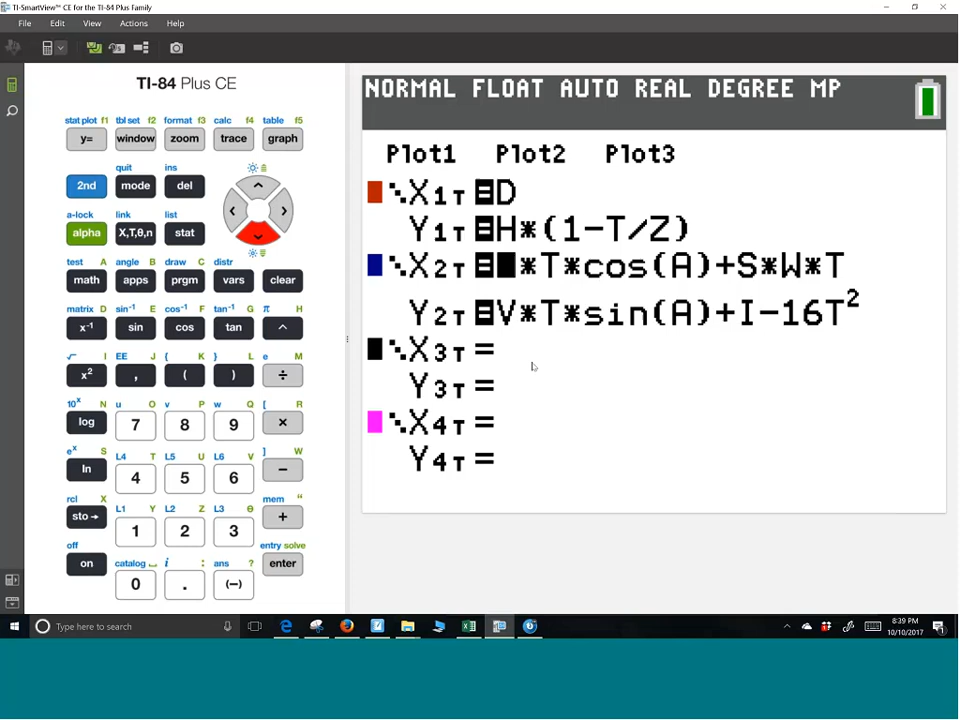 TI-SmartView™ CE for the TI-84 Plus Family
File Edit View Actions Help
TI-84 Plus CE
stat plot f1 tbl set f2 format f3 calc f4 table f5
y= window zoom trace graph
quit ins
2nd mode del
a-lock link list
alpha X,T,θ,n stat
test A angle B draw C distr
math apps prgm vars clear
matrix D sin⁻¹ E cos⁻¹ F tan⁻¹ G π H
x⁻¹ sin cos tan ^
√ I EE J { K } L e M
x² , ( ) ÷
10ˣ N u O v P w Q [ R
log 7 8 9 ×
eˣ S L4 T L5 U L6 V ] W
ln 4 5 6 −
rcl X L1 Y L2 Z L3 θ mem "
sto→ 1 2 3 +
off catalog i : ans ? entry solve
on 0 . (−) enter
NORMAL FLOAT AUTO REAL DEGREE MP
Plot1 Plot2 Plot3
X1T=D
Y1T=H*(1-T/Z)
X2T=*T*cos(A)+S*W*T
Y2T=V*T*sin(A)+I-16T²
X3T=
Y3T=
X4T=
Y4T=
Type here to search
8:39 PM
10/10/2017